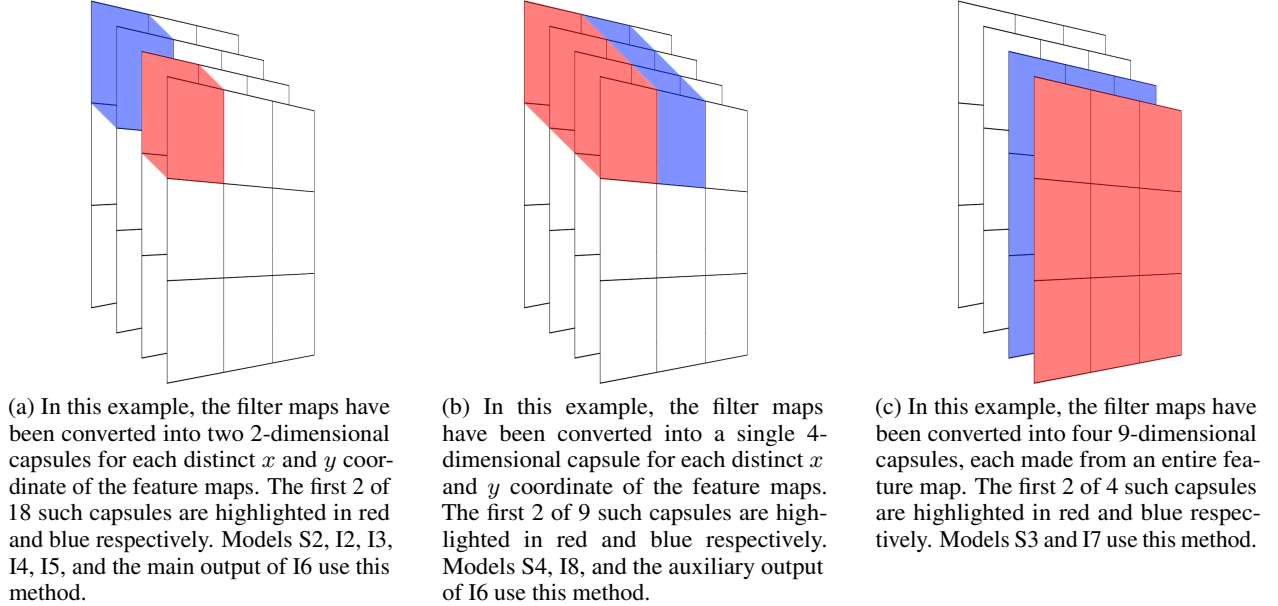 (a) In this example, the filter maps have
been converted into two 2-dimensional
capsules for each distinct x and y coor-
dinate of the feature maps. The first 2 of
18 such capsules are highlighted in red
and blue respectively. Models S2, I2, I3,
I4, I5, and the main output of I6 use this
method.
(b) In this example, the filter maps
have been converted into a single 4-
dimensional capsule for each distinct x
and y coordinate of the feature maps.
The first 2 of 9 such capsules are high-
lighted in red and blue respectively.
Models S4, I8, and the auxiliary output
of I6 use this method.
(c) In this example, the filter maps have
been converted into four 9-dimensional
capsules, each made from an entire fea-
ture map. The first 2 of 4 such capsules
are highlighted in red and blue respec-
tively. Models S3 and I7 use this method.